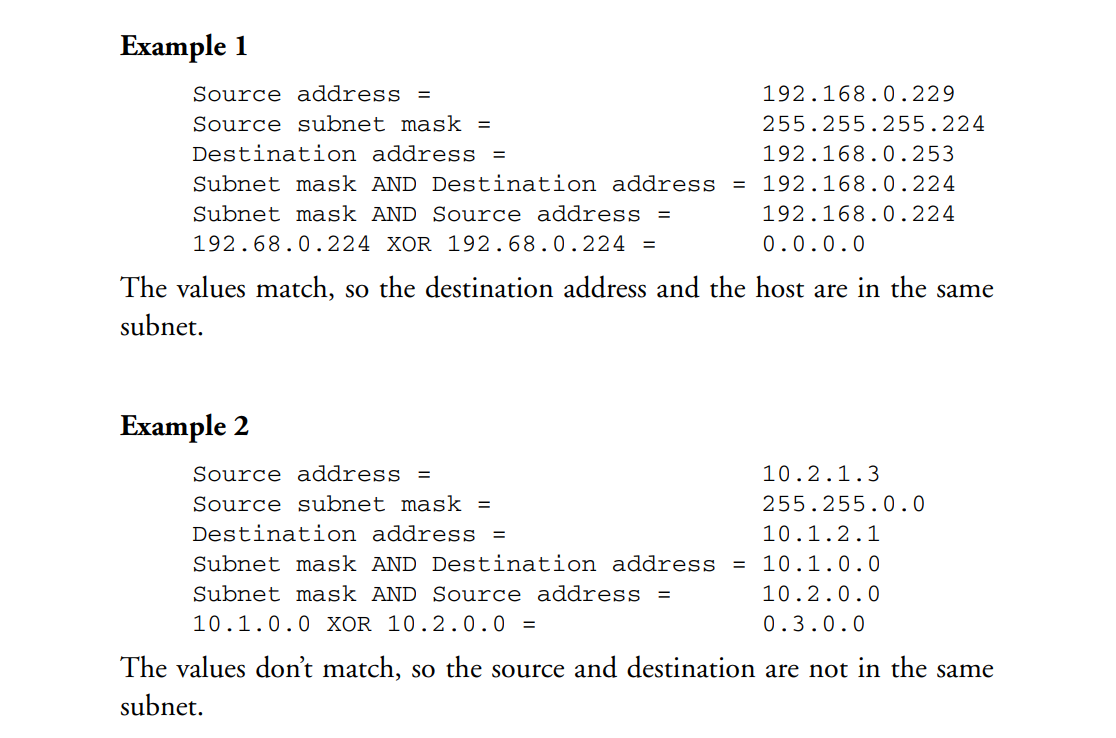 Example 1
Source address = 192.168.0.229
Source subnet mask = 255.255.255.224
Destination address = 192.168.0.253
Subnet mask AND Destination address = 192.168.0.224
Subnet mask AND Source address = 192.168.0.224
192.68.0.224 XOR 192.68.0.224 = 0.0.0.0
The values match, so the destination address and the host are in the same
subnet.
Example 2
Source address = 10.2.1.3
Source subnet mask = 255.255.0.0
Destination address = 10.1.2.1
Subnet mask AND Destination address = 10.1.0.0
Subnet mask AND Source address = 10.2.0.0
10.1.0.0 XOR 10.2.0.0 = 0.3.0.0
The values don’t match, so the source and destination are not in the same
subnet.